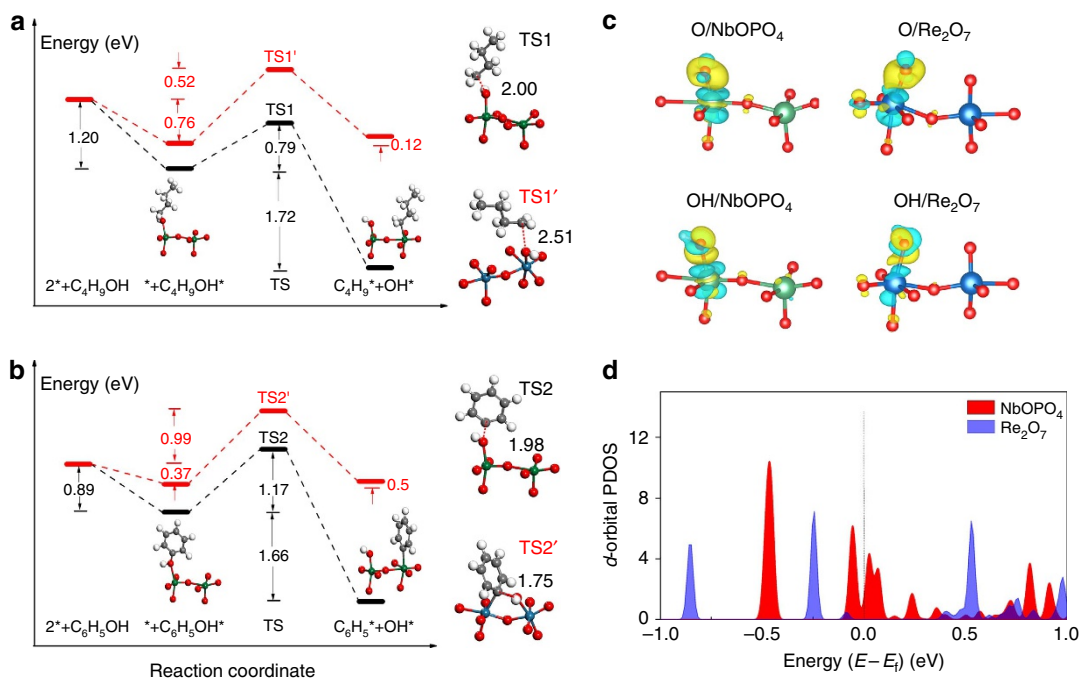 a
Energy (eV)
TS1'
0.52
0.76
1.20
TS1
0.79
0.12
1.72
2*+C₄H₉OH
*+C₄H₉OH*
TS
C₄H₉*+OH*
TS1
2.00
TS1′
2.51
b
Energy (eV)
TS2'
0.99
TS2
0.37
0.89
1.17
0.5
1.66
2*+C₆H₅OH
*+C₆H₅OH*
TS
C₆H₅*+OH*
Reaction coordinate
TS2
1.98
TS2′
1.75
c
O/NbOPO₄
O/Re₂O₇
OH/NbOPO₄
OH/Re₂O₇
d
NbOPO₄
Re₂O₇
d-orbital PDOS
12
8
4
0
−1.0
−0.5
0.0
0.5
1.0
Energy (E−Ef) (eV)